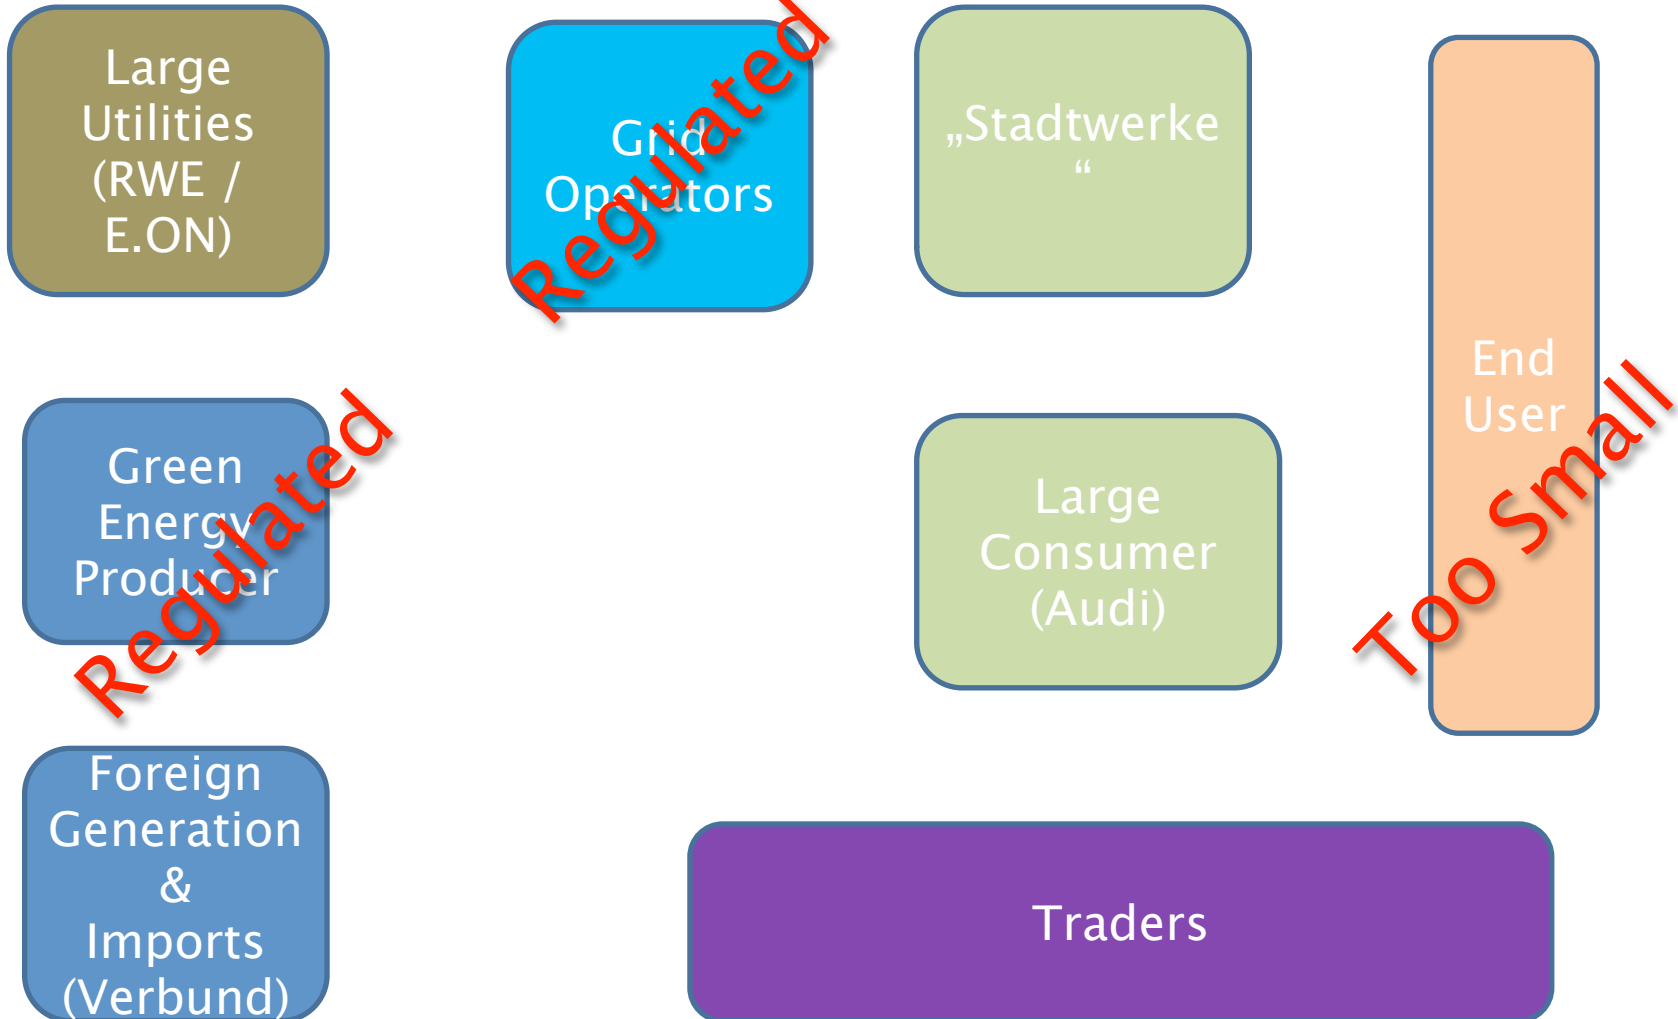 Large
Utilities
(RWE /
E.ON)
Grid
Operators
Regulated
„Stadtwerke
“
End
User
Too Small
Green
Energy
Producer
Regulated
Large
Consumer
(Audi)
Foreign
Generation
&
Imports
(Verbund)
Traders